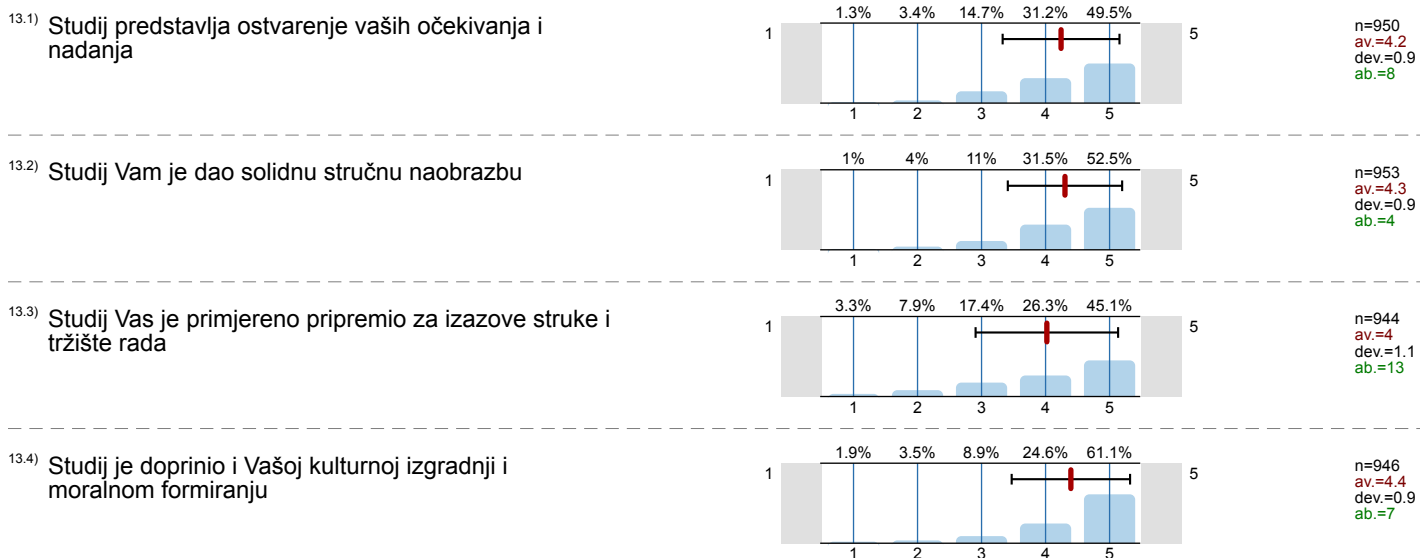 13.1) Studij predstavlja ostvarenje vaših očekivanja i
nadanja
1.3% 3.4% 14.7% 31.2% 49.5%
1 5
1 2 3 4 5
n=950
av.=4.2
dev.=0.9
ab.=8
13.2) Studij Vam je dao solidnu stručnu naobrazbu
1% 4% 11% 31.5% 52.5%
1 5
1 2 3 4 5
n=953
av.=4.3
dev.=0.9
ab.=4
13.3) Studij Vas je primjereno pripremio za izazove struke i
tržište rada
3.3% 7.9% 17.4% 26.3% 45.1%
1 5
1 2 3 4 5
n=944
av.=4
dev.=1.1
ab.=13
13.4) Studij je doprinio i Vašoj kulturnoj izgradnji i
moralnom formiranju
1.9% 3.5% 8.9% 24.6% 61.1%
1 5
1 2 3 4 5
n=946
av.=4.4
dev.=0.9
ab.=7